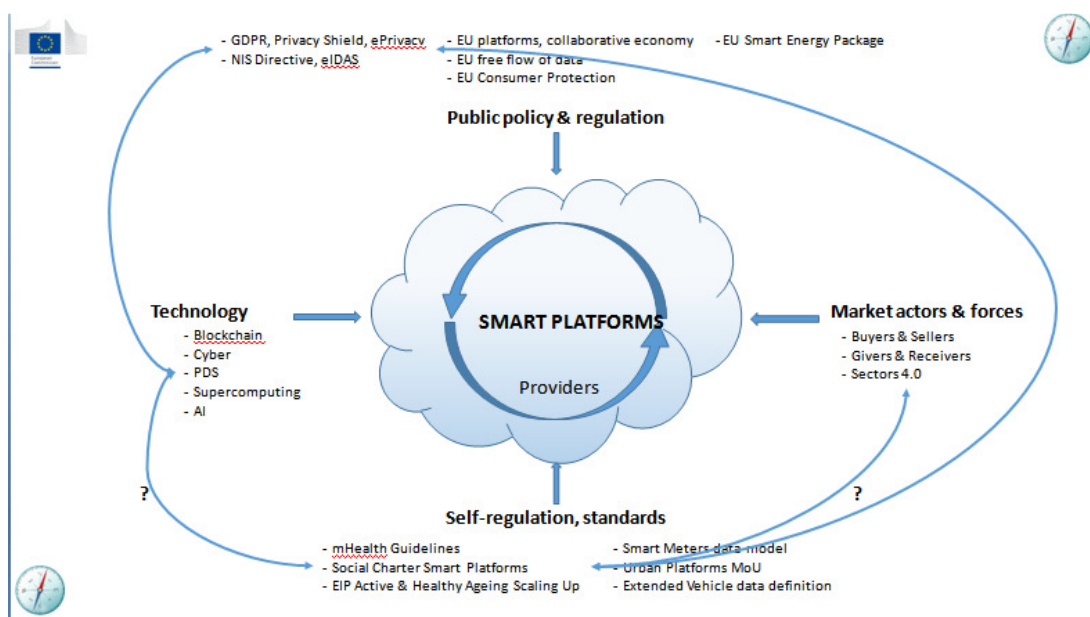 European
Commission
- GDPR, Privacy Shield, ePrivacy
- NIS Directive, eIDAS
- EU platforms, collaborative economy
- EU free flow of data
- EU Consumer Protection
- EU Smart Energy Package
Public policy & regulation
Technology
- Blockchain
- Cyber
- PDS
- Supercomputing
- AI
SMART PLATFORMS
Providers
Market actors & forces
- Buyers & Sellers
- Givers & Receivers
- Sectors 4.0
?
?
Self-regulation, standards
- mHealth Guidelines
- Social Charter Smart Platforms
- EIP Active & Healthy Ageing Scaling Up
- Smart Meters data model
- Urban Platforms MoU
- Extended Vehicle data definition